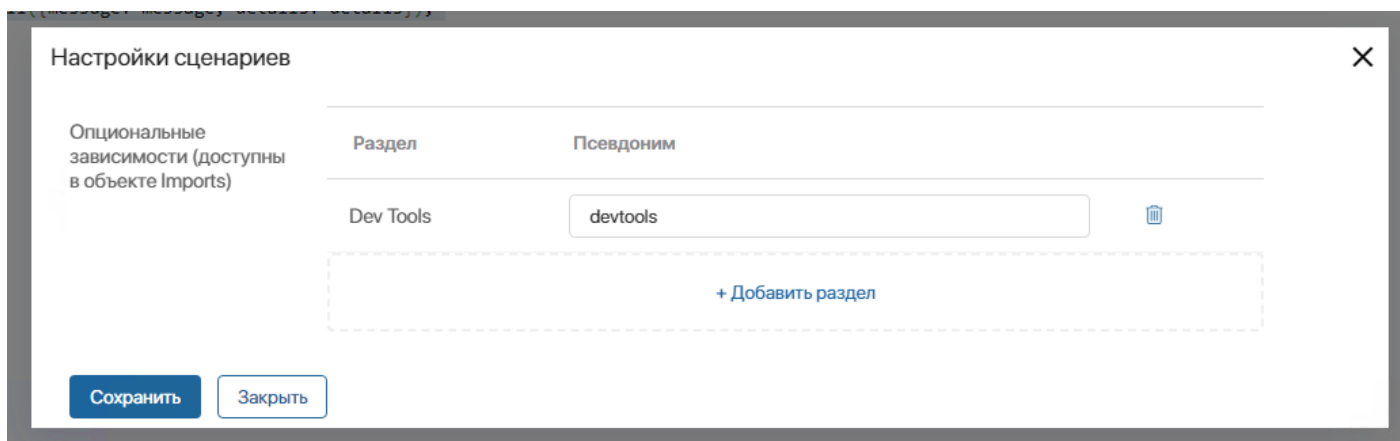 Настройки сценариев
Опциональные
зависимости (доступны
в объекте Imports)
Раздел
Псевдоним
Dev Tools
devtools
+ Добавить раздел
Сохранить
Закрыть